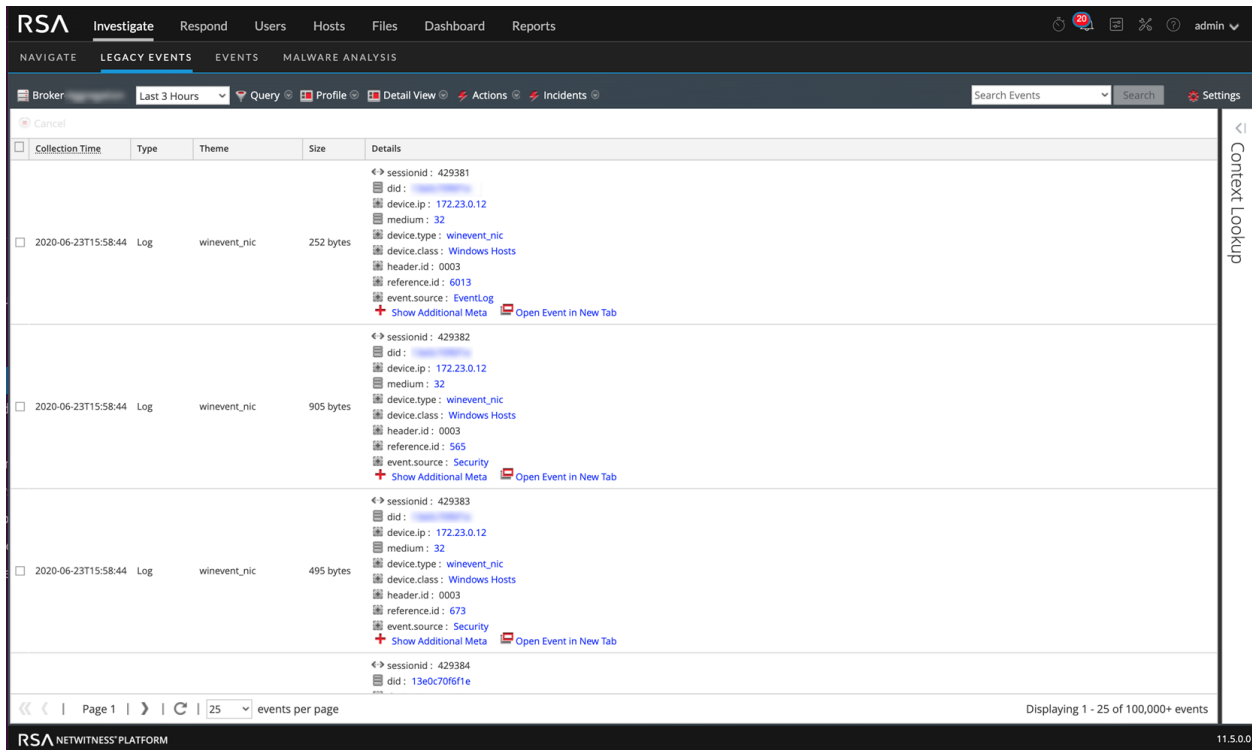 RSA Investigate Respond Users Hosts Files Dashboard Reports 20 admin
NAVIGATE LEGACY EVENTS EVENTS MALWARE ANALYSIS
Broker Last 3 Hours Query Profile Detail View Actions Incidents Search Events Search Settings
Cancel
Collection Time Type Theme Size Details
Context Lookup
sessionid : 429381
did :
device.ip : 172.23.0.12
medium : 32
device.type : winevent_nic
2020-06-23T15:58:44 Log winevent_nic 252 bytes
device.class : Windows Hosts
header.id : 0003
reference.id : 6013
event.source : EventLog
Show Additional Meta Open Event in New Tab
sessionid : 429382
did :
device.ip : 172.23.0.12
medium : 32
device.type : winevent_nic
2020-06-23T15:58:44 Log winevent_nic 905 bytes
device.class : Windows Hosts
header.id : 0003
reference.id : 565
event.source : Security
Show Additional Meta Open Event in New Tab
sessionid : 429383
did :
device.ip : 172.23.0.12
medium : 32
device.type : winevent_nic
2020-06-23T15:58:44 Log winevent_nic 495 bytes
device.class : Windows Hosts
header.id : 0003
reference.id : 673
event.source : Security
Show Additional Meta Open Event in New Tab
sessionid : 429384
did : 13e0c70f6f1e
Page 1 25 events per page Displaying 1 - 25 of 100,000+ events
RSA NETWITNESS® PLATFORM 11.5.0.0